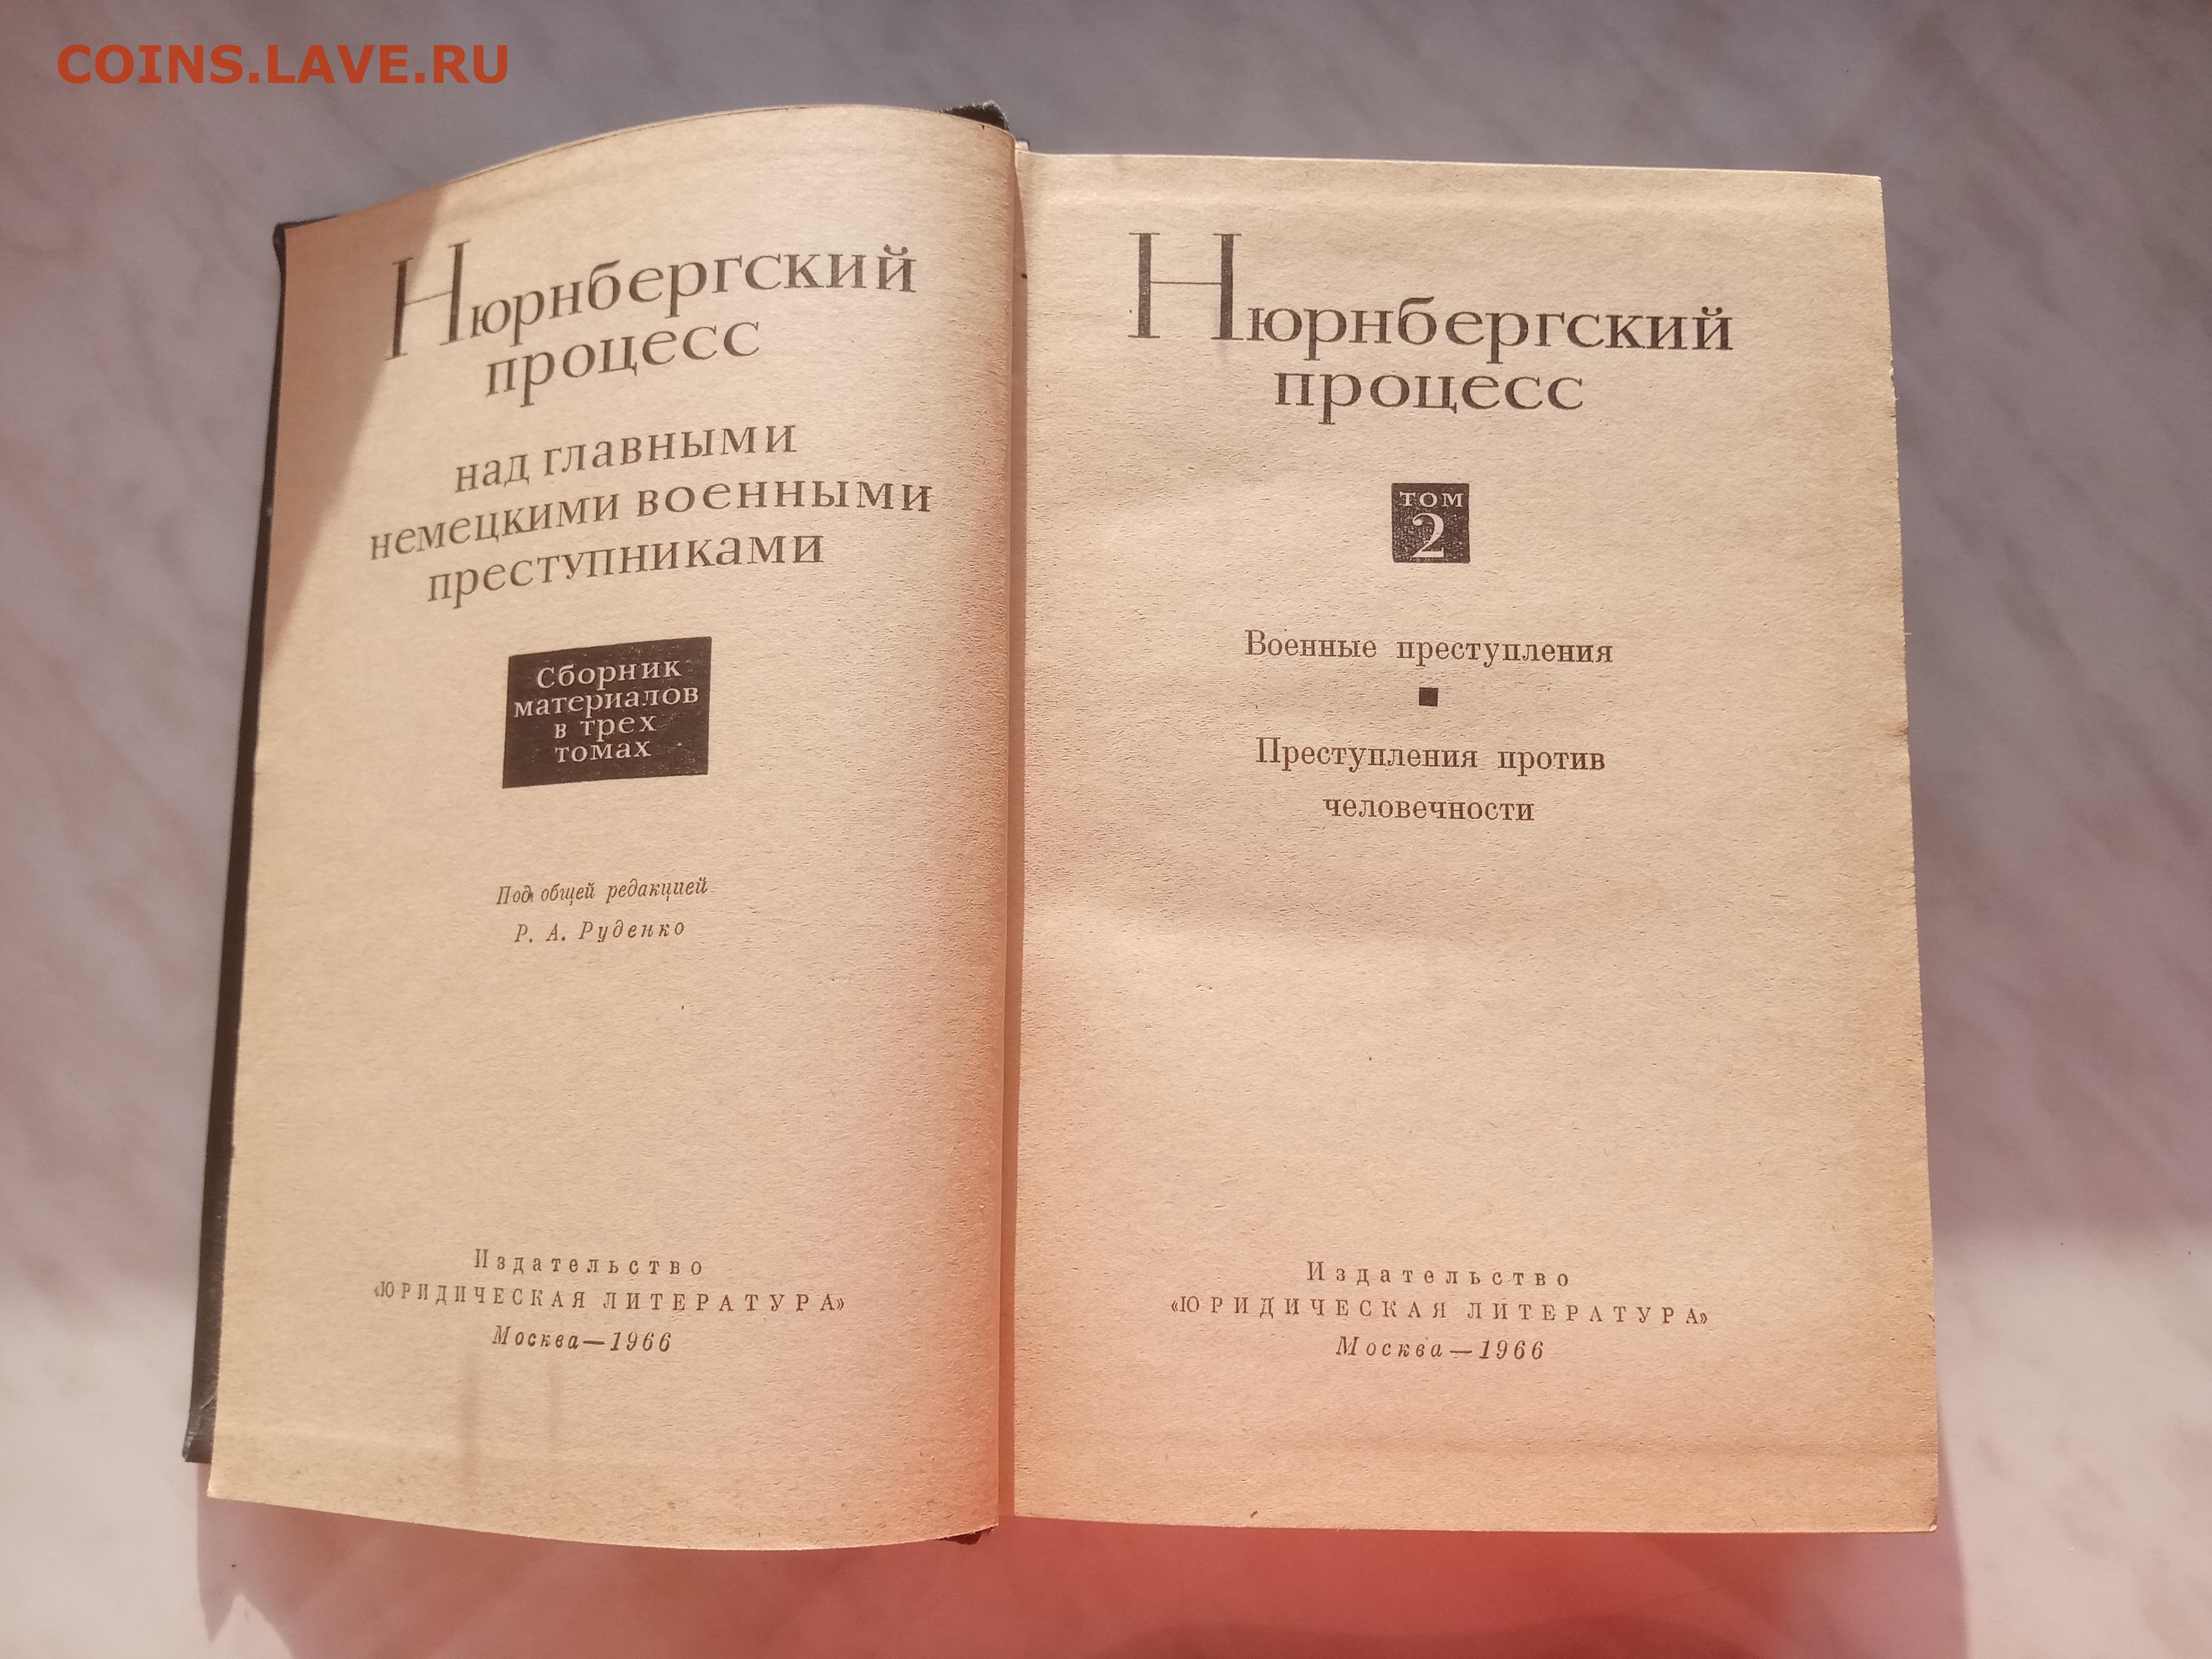 COINS.LAVE.RU
Нюрнбергский
процесс
над главными
немецкими военными
преступниками
Сборник
материалов
в трех
томах
Под общей редакцией
Р. А. Руденко
Издательство
«ЮРИДИЧЕСКАЯ ЛИТЕРАТУРА»
Москва—1966
Нюрнбергский
процесс
ТОМ
2
Военные преступления
Преступления против
человечности
Издательство
«ЮРИДИЧЕСКАЯ ЛИТЕРАТУРА»
Москва—1966